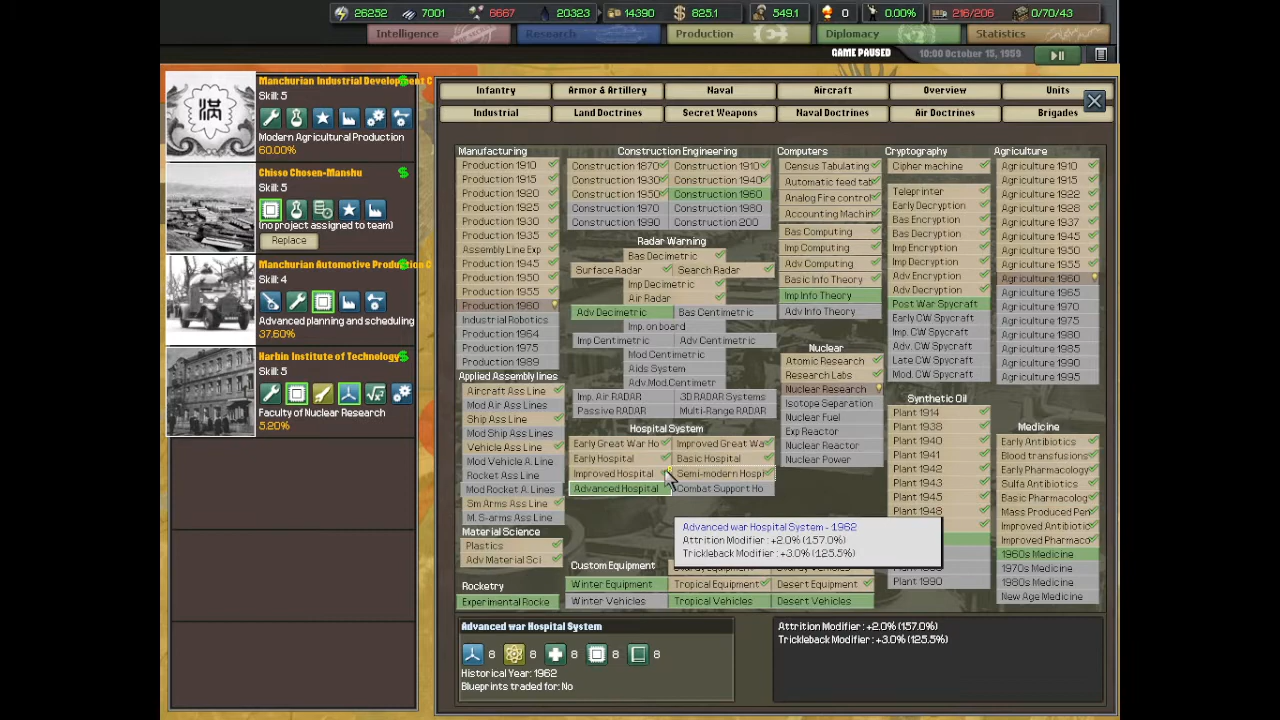 26252 7001 6667 20323 14390 825.1 549.1 0 0.00% 216/206 0/70/43
Intelligence Research Production Diplomacy Statistics
GAME PAUSED 10:00 October 15, 1959
Manchurian Industrial Development C
Skill: 5
Modern Agricultural Production
60.00%
Chisso Chosen-Manshu
Skill: 5
(no project assigned to team)
Replace
Manchurian Automotive Production C
Skill: 4
Advanced planning and scheduling
37.60%
Harbin Institute of Technology
Skill: 5
Faculty of Nuclear Research
5.20%
滿
Infantry Armor & Artillery Naval Aircraft Overview Units
Industrial Land Doctrines Secret Weapons Naval Doctrines Air Doctrines Brigades
Manufacturing
Production 1910
Production 1915
Production 1920
Production 1925
Production 1930
Production 1935
Assembly Line Exp
Production 1945
Production 1950
Production 1955
Production 1960
Industrial Robotics
Production 1964
Production 1975
Production 1989
Applied Assembly lines
Aircraft Ass Line
Mod Air Ass Lines
Ship Ass Line
Mod Ship Ass Lines
Vehicle Ass Line
Mod Vehicle A. Line
Rocket Ass Line
Mod Rocket A. Lines
Sm Arms Ass Line
M. S-arms Ass Line
Material Science
Plastics
Adv Material Sci
Rocketry
Experimental Rocke
Construction Engineering
Construction 1870 Construction 1910
Construction 1930 Construction 1940
Construction 1950 Construction 1960
Construction 1970 Construction 1980
Construction 1990 Construction 200
Radar Warning
Bas Decimetric
Surface Radar Search Radar
Imp Decimetric
Air Radar
Adv Decimetric Bas Centimetric
Imp. on board
Imp Centimetric Adv Centimetric
Mod Centimetric
Aids System
Adv.Mod.Centimetr
Imp. Air RADAR 3D RADAR Systems
Passive RADAR Multi-Range RADAR
Hospital System
Early Great War Ho Improved Great Wa
Early Hospital Basic Hospital
Improved Hospital Semi-modern Hospi
Advanced Hospital Combat Support Ho
Custom Equipment
Winter Equipment Tropical Equipment Desert Equipment
Winter Vehicles Tropical Vehicles Desert Vehicles
Computers
Census Tabulating
Automatic feed tab
Analog Fire control
Accounting Machin
Bas Computing
Imp Computing
Adv Computing
Basic Info Theory
Imp Info Theory
Adv Info Theory
Nuclear
Atomic Research
Research Labs
Nuclear Research
Isotope Separation
Nuclear Fuel
Exp Reactor
Nuclear Reactor
Nuclear Power
Cryptography
Cipher machine
Teleprinter
Early Decryption
Bas Encryption
Bas Decryption
Imp Encryption
Imp Decryption
Adv Encryption
Adv Decryption
Post War Spycraft
Early CW Spycraft
Imp. CW Spycraft
Adv. CW Spycraft
Late CW Spycraft
Mod. CW Spycraft
Synthetic Oil
Plant 1914
Plant 1938
Plant 1940
Plant 1941
Plant 1942
Plant 1943
Plant 1945
Plant 1948
Plant 1990
Agriculture
Agriculture 1910
Agriculture 1915
Agriculture 1922
Agriculture 1928
Agriculture 1937
Agriculture 1945
Agriculture 1950
Agriculture 1955
Agriculture 1960
Agriculture 1965
Agriculture 1970
Agriculture 1975
Agriculture 1980
Agriculture 1985
Agriculture 1990
Agriculture 1995
Medicine
Early Antibiotics
Blood transfusions
Early Pharmacology
Sulfa Antibiotics
Basic Pharmacolog
Mass Produced Pen
Improved Antibiotic
Improved Pharmaco
1960s Medicine
1970s Medicine
1980s Medicine
New Age Medicine
Advanced war Hospital System - 1962
Attrition Modifier : +2.0% (157.0%)
Trickleback Modifier : +3.0% (125.5%)
Advanced war Hospital System
8 8 8 8 8
Historical Year: 1962
Blueprints traded for: No
Attrition Modifier : +2.0% (157.0%)
Trickleback Modifier : +3.0% (125.5%)